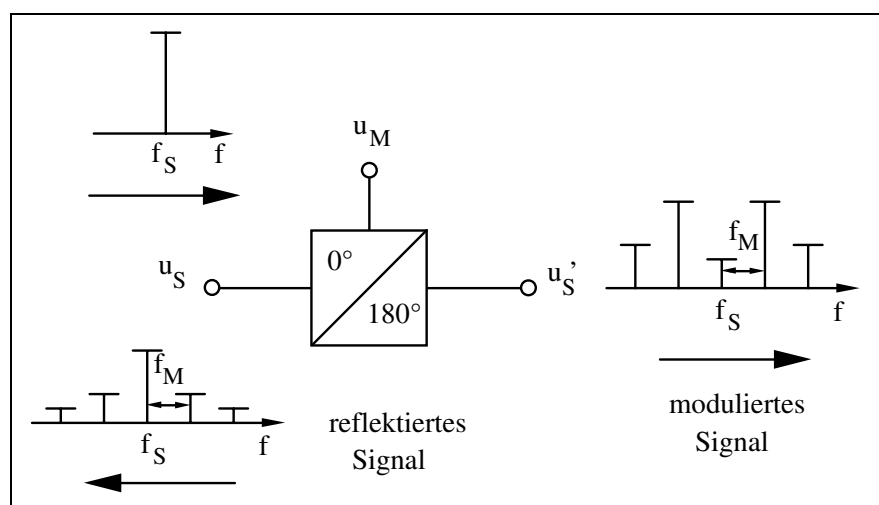 f_S f
u_M
0°
180°
u_S
u_S’
f_M
f_S f
f_M
f_S f
reflektiertes
Signal
moduliertes
Signal